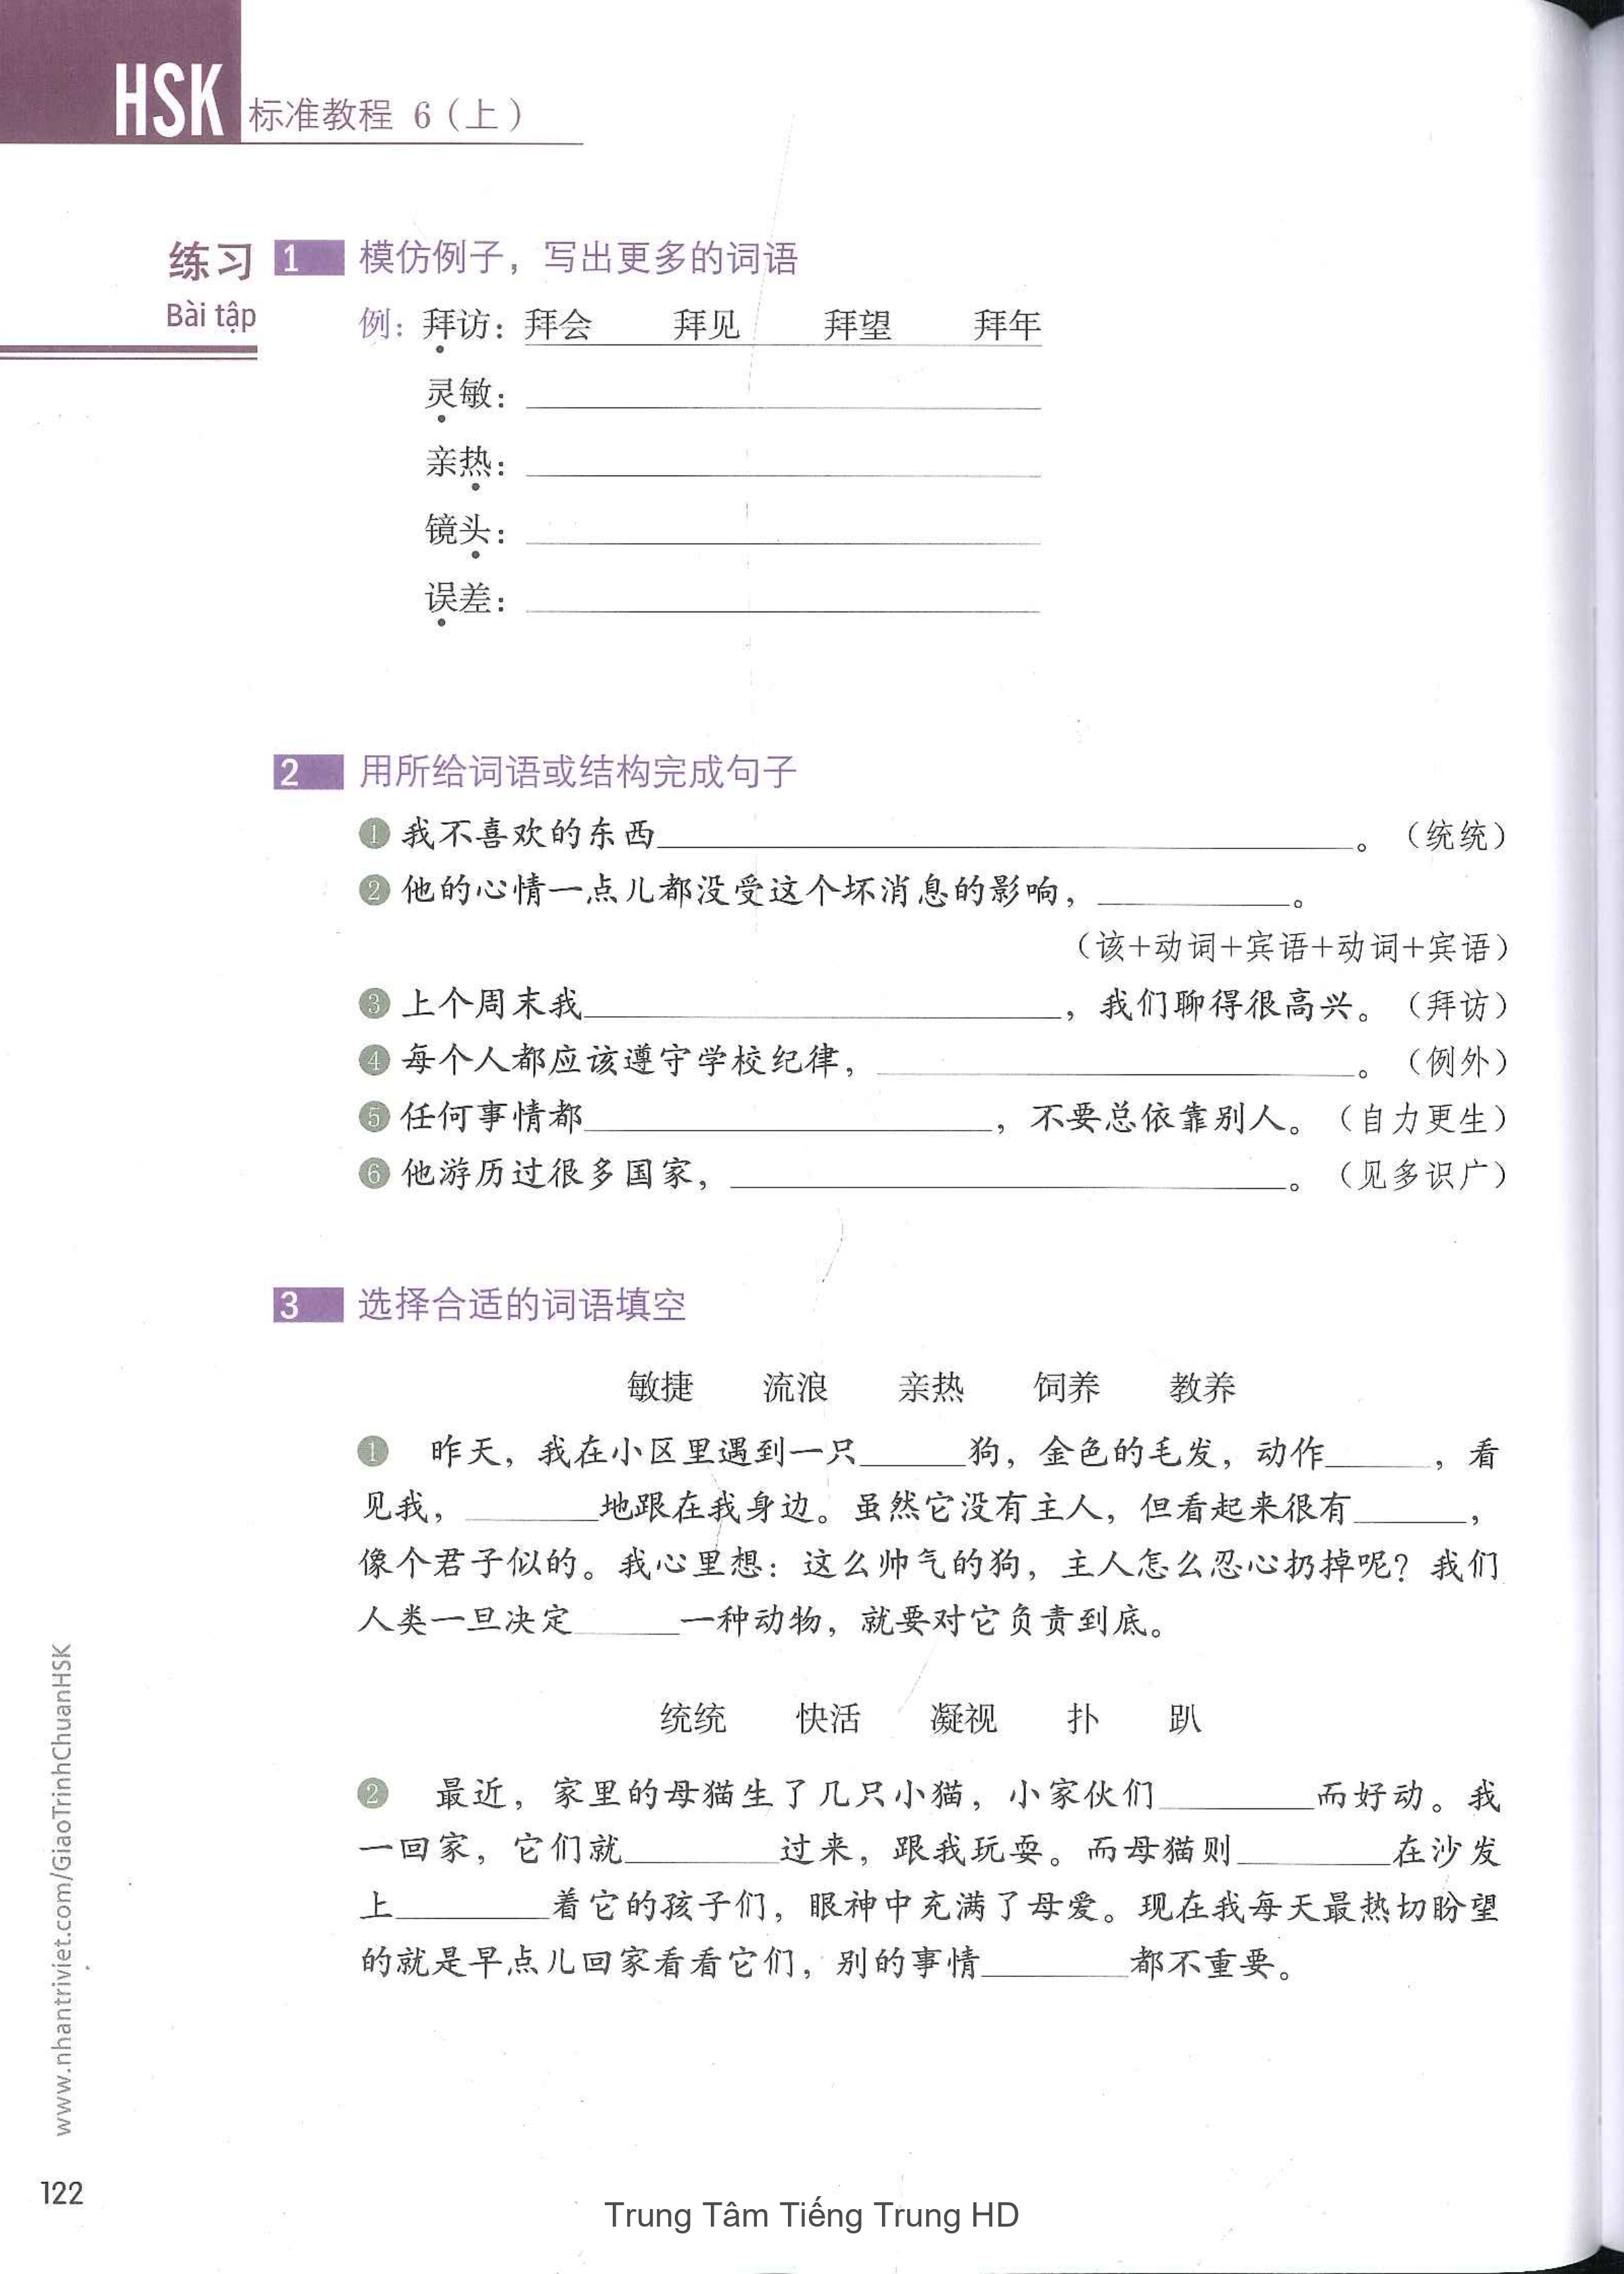 HSK 标准教程 6（上）
练习 1 模仿例子，写出更多的词语
Bài tập
例：拜访：拜会 拜见 拜望 拜年
灵敏：
亲热：
镜头：
误差：
2 用所给词语或结构完成句子
1 我不喜欢的东西____________。（统统）
2 他的心情一点儿都没受这个坏消息的影响，____________。
（该+动词+宾语+动词+宾语）
3 上个周末我____________，我们聊得很高兴。（拜访）
4 每个人都应该遵守学校纪律，____________。（例外）
5 任何事情都____________，不要总依靠别人。（自力更生）
6 他游历过很多国家，____________。（见多识广）
3 选择合适的词语填空
敏捷 流浪 亲热 饲养 教养
1 昨天，我在小区里遇到一只______狗，金色的毛发，动作______，看
见我，______地跟在我身边。虽然它没有主人，但看起来很有______，
像个君子似的。我心里想：这么帅气的狗，主人怎么忍心扔掉呢？我们
人类一旦决定______一种动物，就要对它负责到底。
统统 快活 凝视 扑 趴
2 最近，家里的母猫生了几只小猫，小家伙们______而好动。我
一回家，它们就______过来，跟我玩耍。而母猫则______在沙发
上______着它的孩子们，眼神中充满了母爱。现在我每天最热切盼望
的就是早点儿回家看看它们，别的事情______都不重要。
www.nhantriviet.com/GiaoTrinhChuanHSK
122
Trung Tâm Tiếng Trung HD